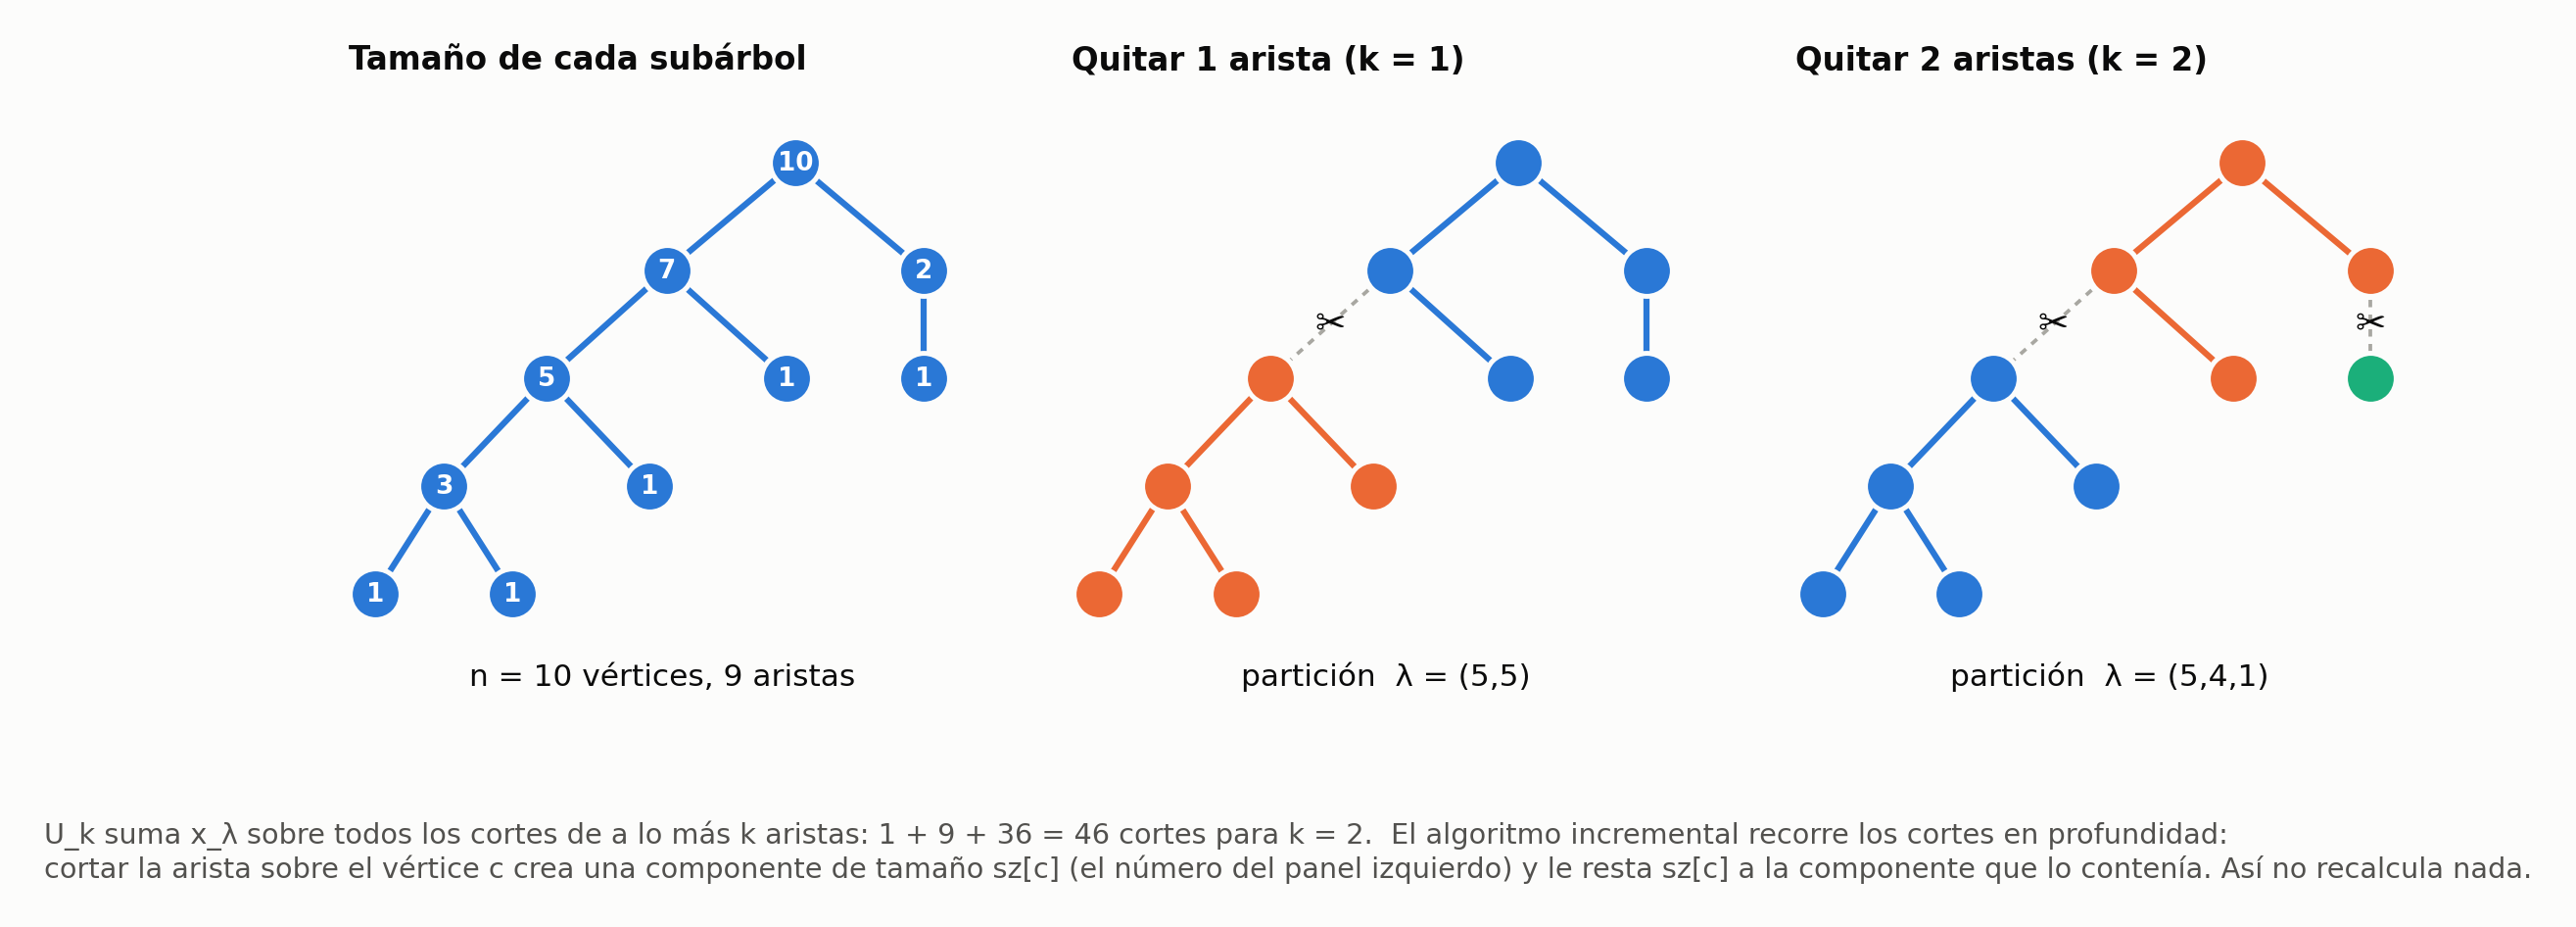 Tamaño de cada subárbol
Quitar 1 arista (k = 1)
Quitar 2 aristas (k = 2)
10
7
2
5
1
1
3
1
1
1
n = 10 vértices, 9 aristas
partición λ = (5,5)
partición λ = (5,4,1)
U_k suma x_λ sobre todos los cortes de a lo más k aristas: 1 + 9 + 36 = 46 cortes para k = 2. El algoritmo incremental recorre los cortes en profundidad:
cortar la arista sobre el vértice c crea una componente de tamaño sz[c] (el número del panel izquierdo) y le resta sz[c] a la componente que lo contenía. Así no recalcula nada.